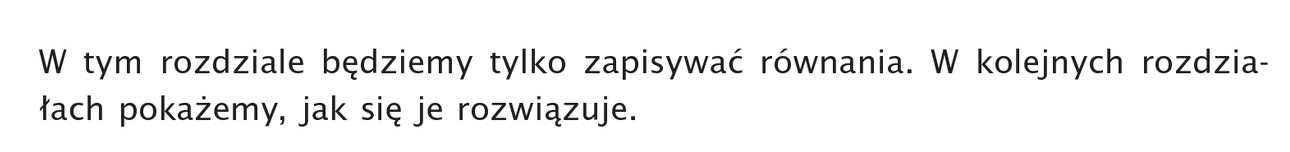 W tym rozdziale będziemy tylko zapisywać równania. W kolejnych rozdzia-
łach pokażemy, jak się je rozwiązuje.